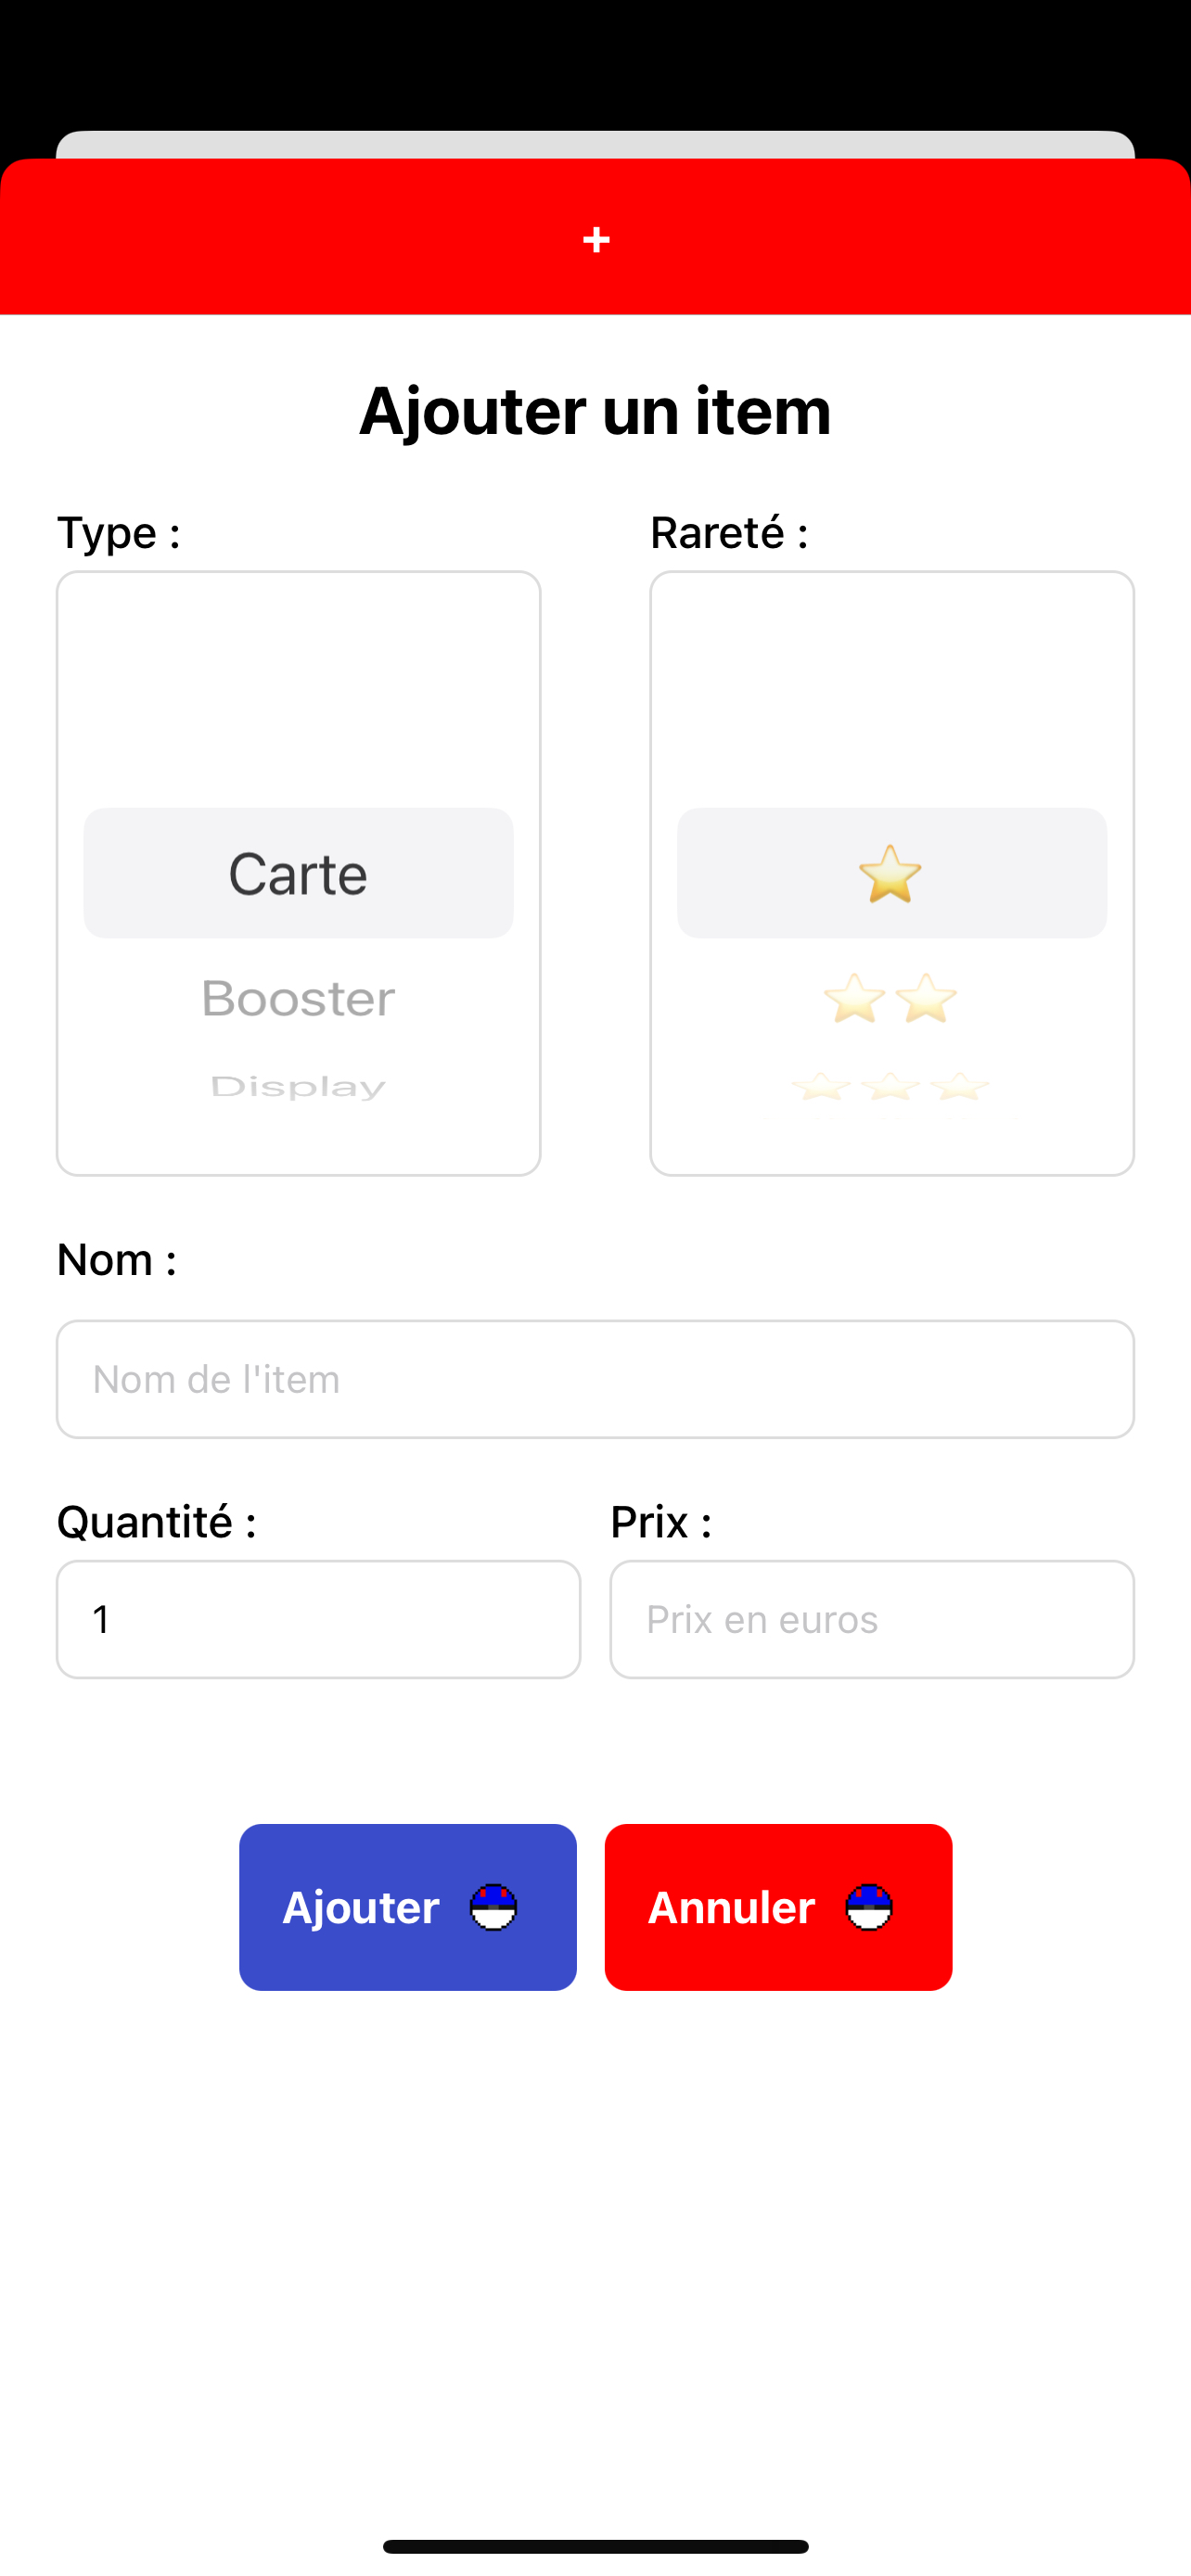 +
Ajouter un item
Type :
Rareté :
Carte
⭐
Booster
⭐⭐
Display
⭐⭐⭐
Nom :
Nom de l'item
Quantité :
Prix :
1
Prix en euros
Ajouter
Annuler